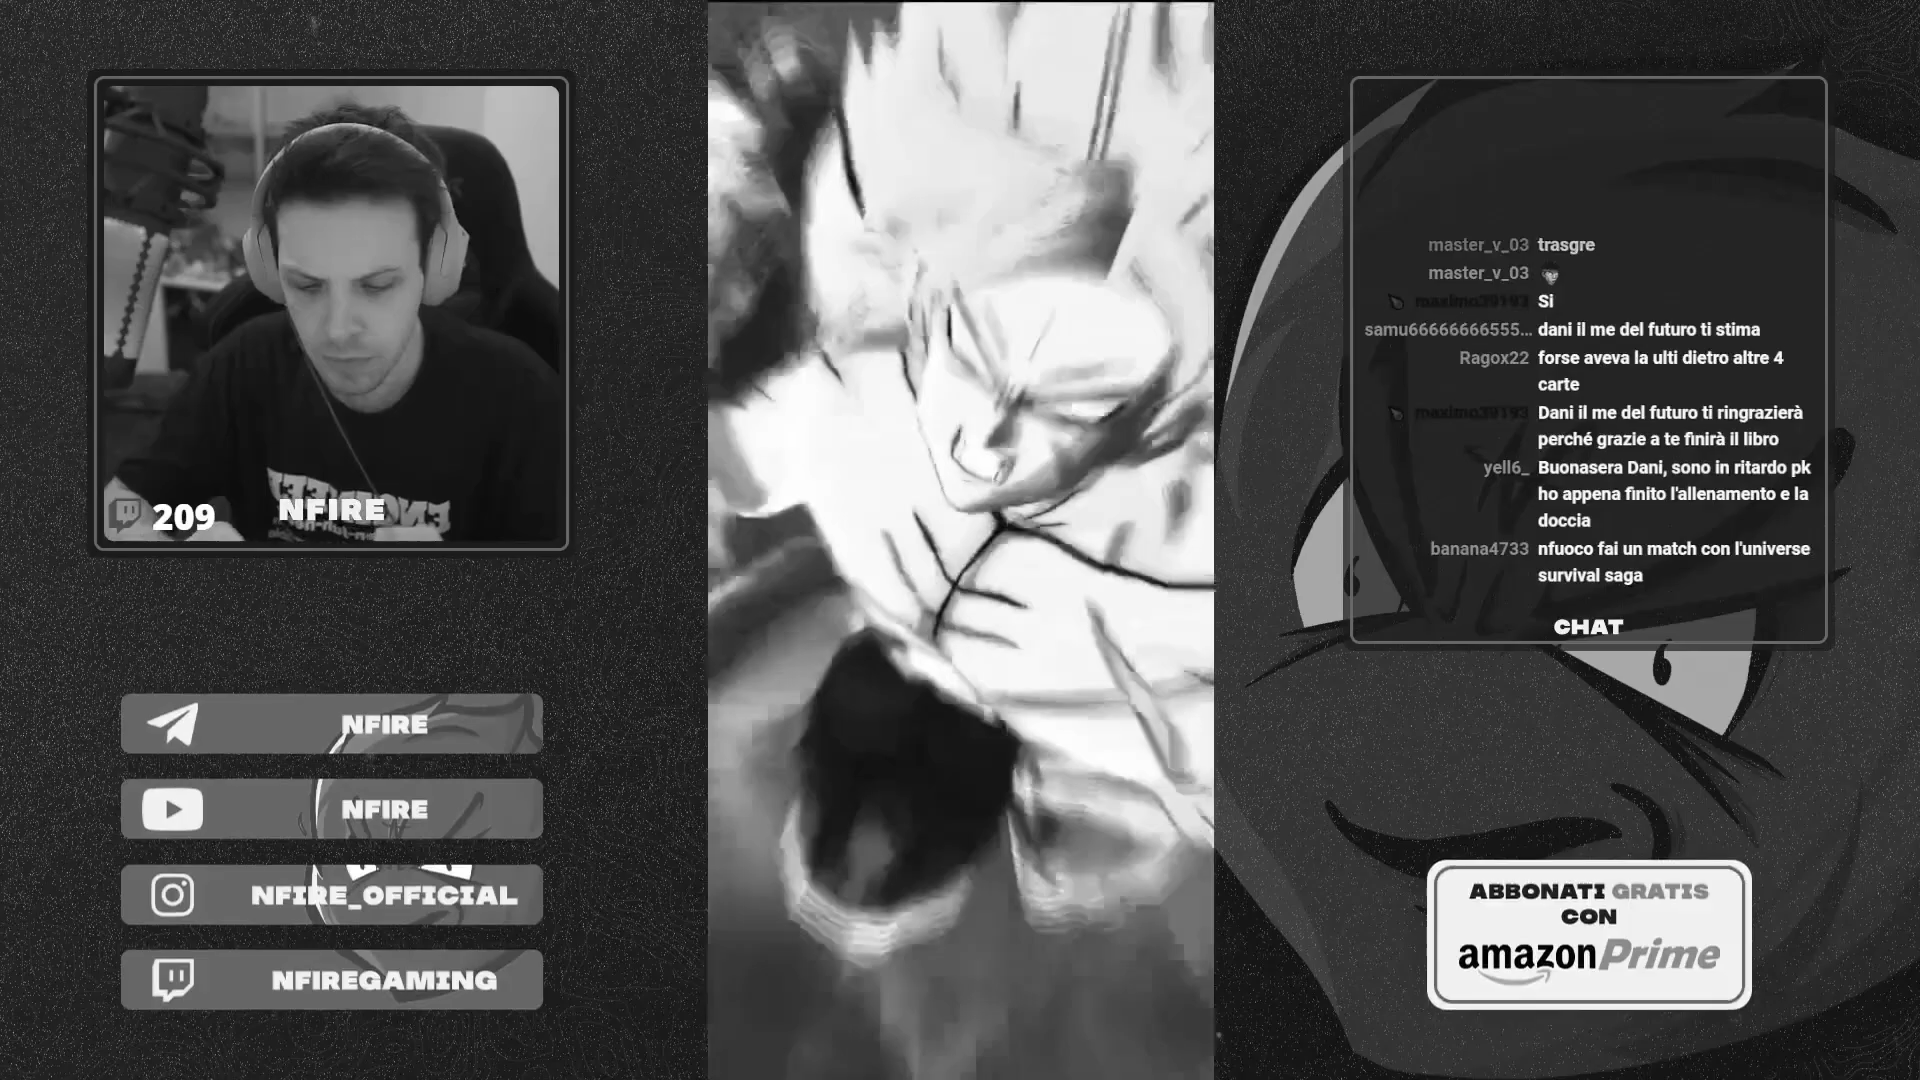 209
NFIRE
NFIRE
NFIRE
NFIRE_OFFICIAL
NFIREGAMING
master_v_03 trasgre
master_v_03
maximo39193 Si
samu66666666555... dani il me del futuro ti stima
Ragox22 forse aveva la ulti dietro altre 4
carte
maximo39193 Dani il me del futuro ti ringrazierà
perché grazie a te finirà il libro
yell6_ Buonasera Dani, sono in ritardo pk
ho appena finito l'allenamento e la
doccia
banana4733 nfuoco fai un match con l'universe
survival saga
CHAT
ABBONATI GRATIS
CON
amazonPrime